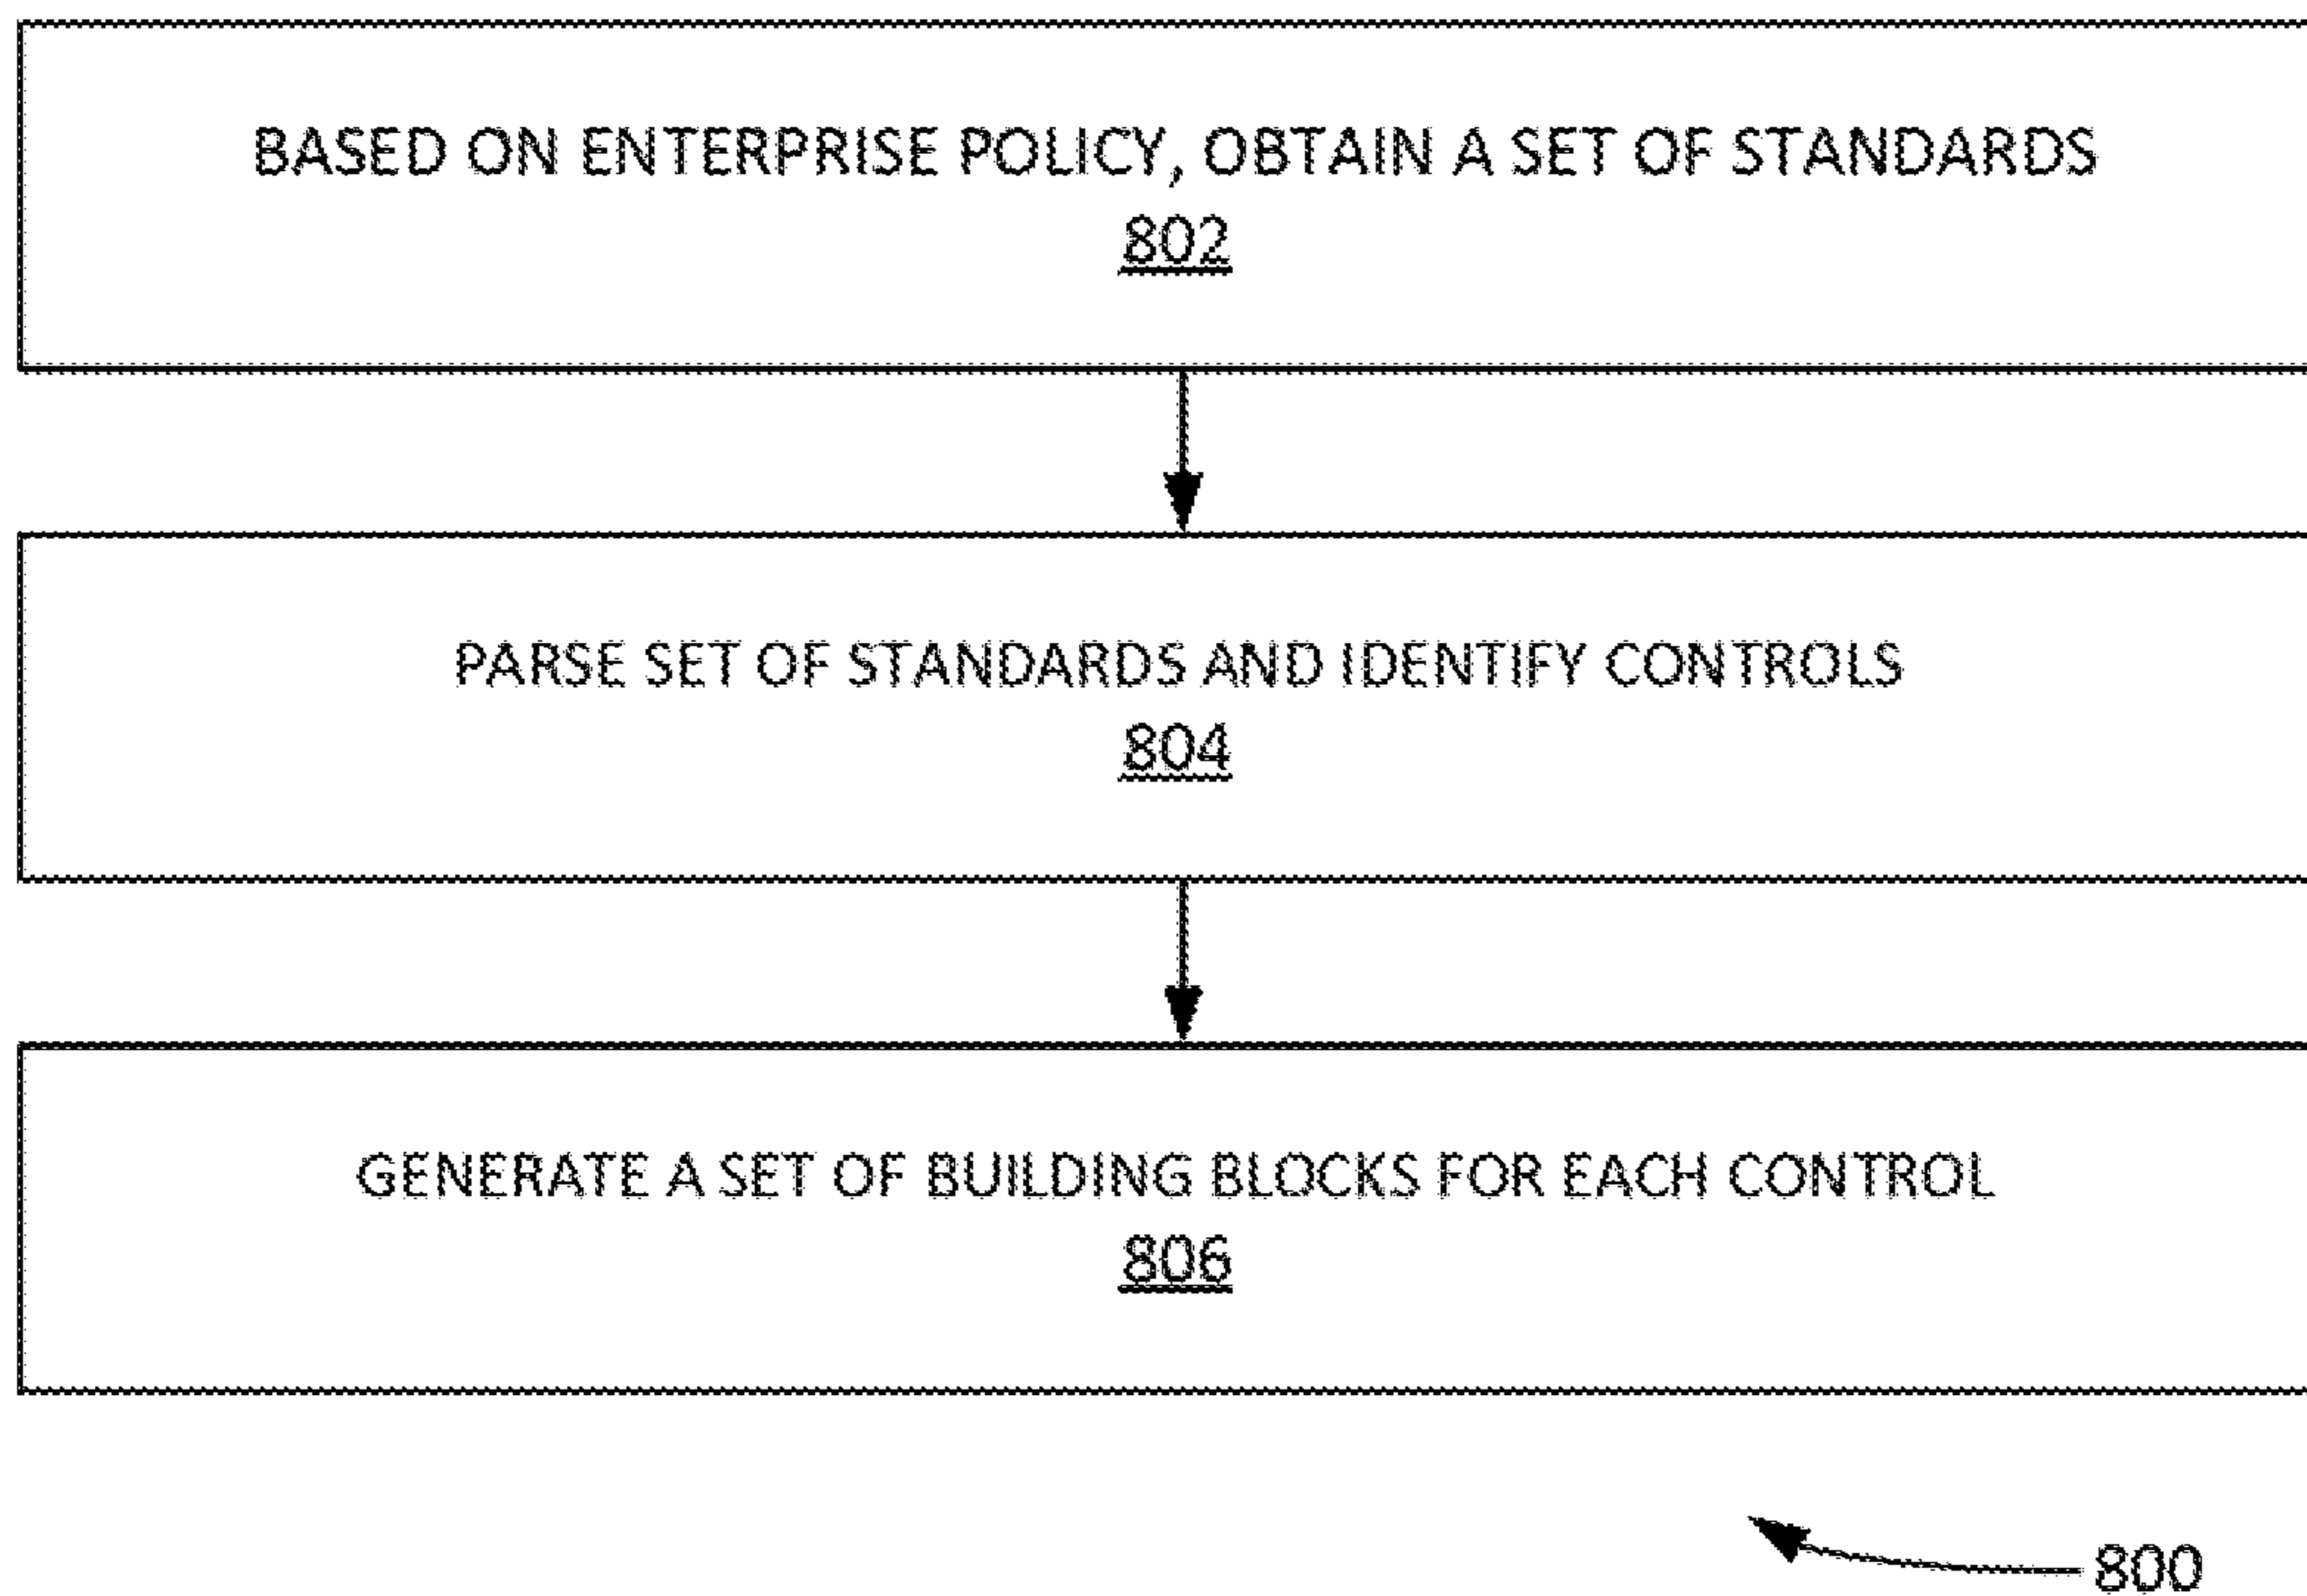 BASED ON ENTERPRISE POLICY, OBTAIN A SET OF STANDARDS
802
PARSE SET OF STANDARDS AND IDENTIFY CONTROLS
804
GENERATE A SET OF BUILDING BLOCKS FOR EACH CONTROL
806
800